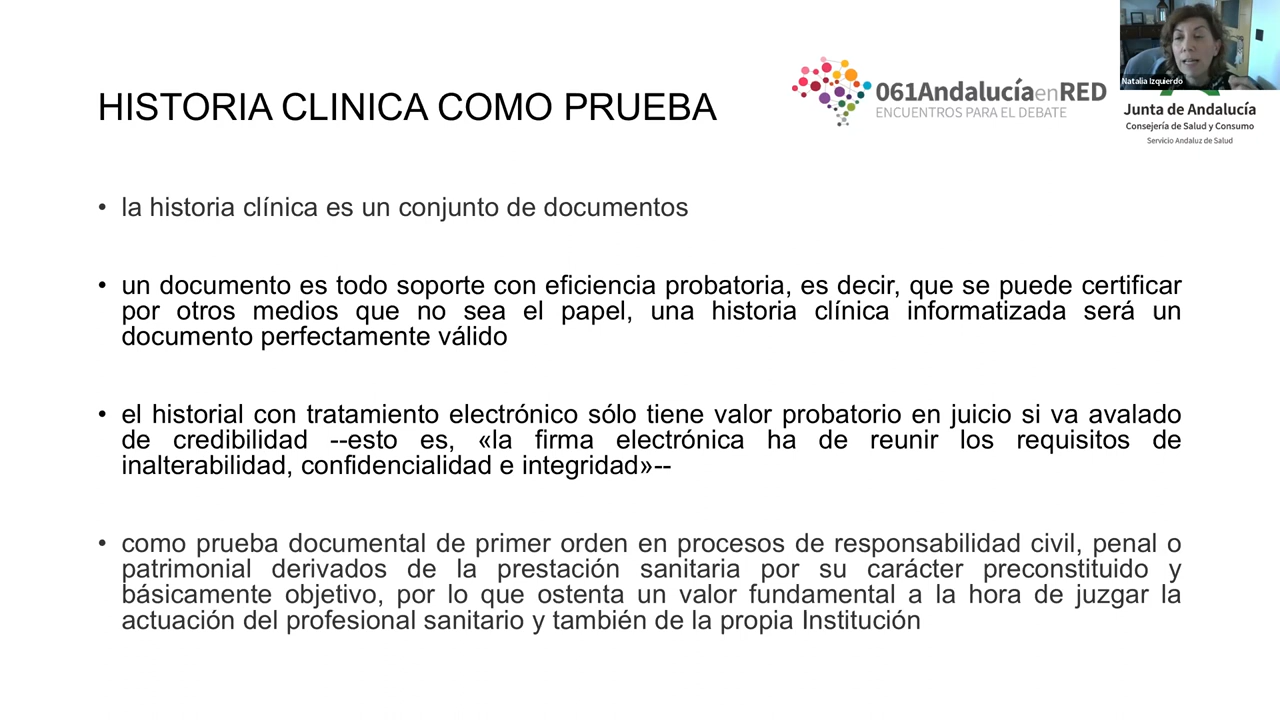 Natalia Izquierdo
061AndalucíaenRED
ENCUENTROS PARA EL DEBATE
Junta de Andalucía
Consejería de Salud y Consumo
Servicio Andaluz de Salud
HISTORIA CLINICA COMO PRUEBA
• la historia clínica es un conjunto de documentos
• un documento es todo soporte con eficiencia probatoria, es decir, que se puede certificar
por otros medios que no sea el papel, una historia clínica informatizada será un
documento perfectamente válido
• el historial con tratamiento electrónico sólo tiene valor probatorio en juicio si va avalado
de credibilidad --esto es, «la firma electrónica ha de reunir los requisitos de
inalterabilidad, confidencialidad e integridad»--
• como prueba documental de primer orden en procesos de responsabilidad civil, penal o
patrimonial derivados de la prestación sanitaria por su carácter preconstituido y
básicamente objetivo, por lo que ostenta un valor fundamental a la hora de juzgar la
actuación del profesional sanitario y también de la propia Institución